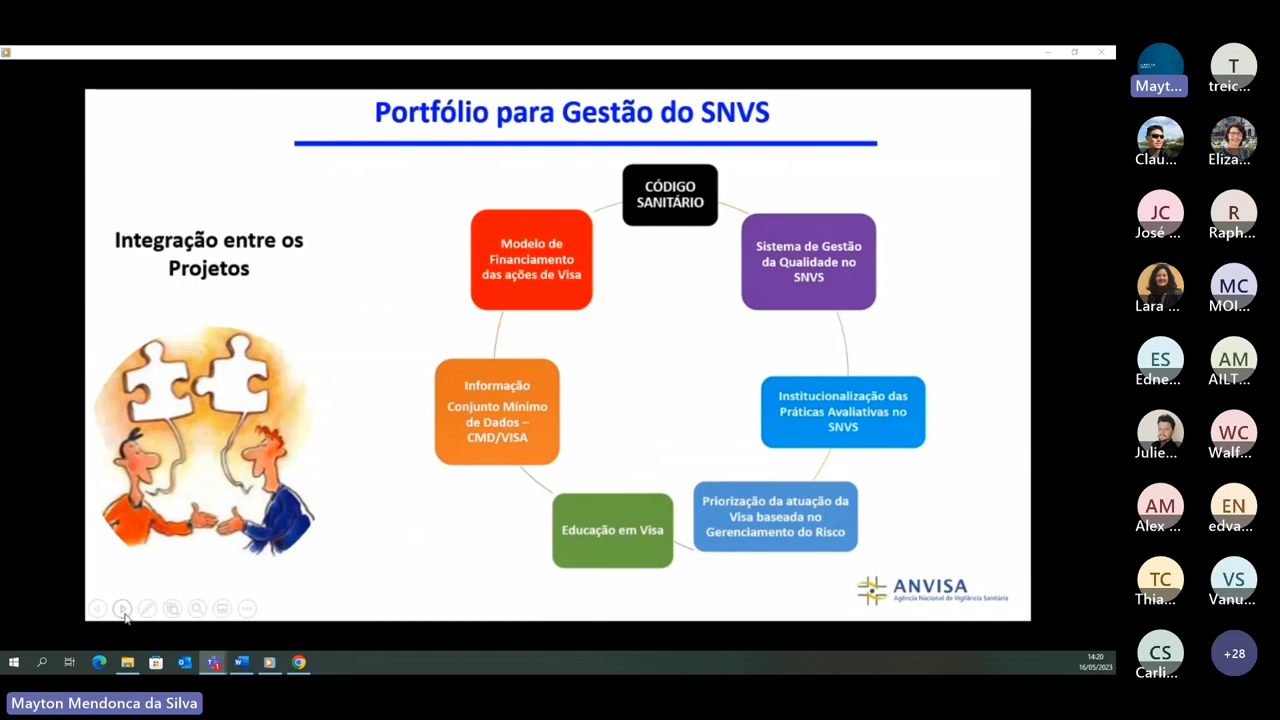 Portfólio para Gestão do SNVS
Integração entre os
Projetos
CÓDIGO
SANITÁRIO
Modelo de
Financiamento
das ações de Visa
Sistema de Gestão
da Qualidade no
SNVS
Informação
Conjunto Mínimo
de Dados –
CMD/VISA
Institucionalização das
Práticas Avaliativas no
SNVS
Educação em Visa
Priorização da atuação da
Visa baseada no
Gerenciamento do Risco
ANVISA
Agência Nacional de Vigilância Sanitária
14:20
16/05/2023
Mayton Mendonca da Silva
Mayt...
T
treic...
Clau...
Eliza...
JC
José ...
R
Raph...
Lara ...
MC
MOI...
ES
Edne...
AM
AILT...
Julie...
WC
Walf...
AM
Alex ...
EN
edva...
TC
Thia...
VS
Vanu...
CS
Carli...
+28